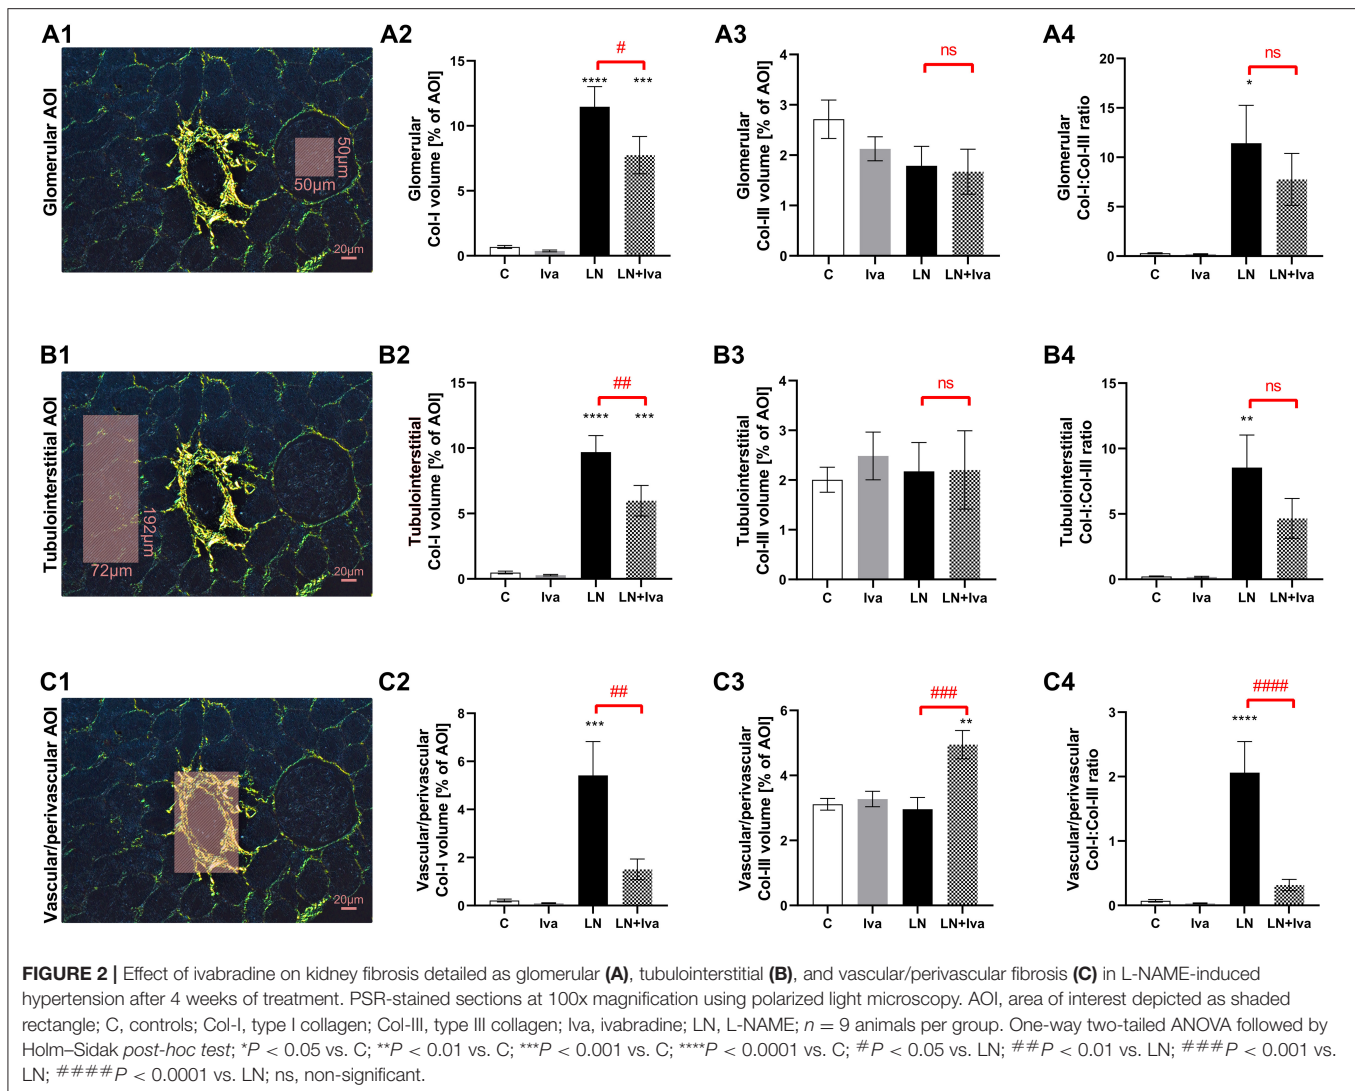 A1
Glomerular AOI
50µm
50µm
20µm
A2
Glomerular
Col-I volume [% of AOI]
15
10
5
0
#
****
***
C
Iva
LN
LN+Iva
A3
Glomerular
Col-III volume [% of AOI]
4
3
2
1
0
ns
C
Iva
LN
LN+Iva
A4
Glomerular
Col-I:Col-III ratio
20
15
10
5
0
ns
*
C
Iva
LN
LN+Iva
B1
Tubulointerstitial AOI
192µm
72µm
20µm
B2
Tubulointerstitial
Col-I volume [% of AOI]
15
10
5
0
##
****
***
C
Iva
LN
LN+Iva
B3
Tubulointerstitial
Col-III volume [% of AOI]
4
3
2
1
0
ns
C
Iva
LN
LN+Iva
B4
Tubulointerstitial
Col-I:Col-III ratio
15
10
5
0
ns
**
C
Iva
LN
LN+Iva
C1
Vascular/perivascular AOI
20µm
C2
Vascular/perivascular
Col-I volume [% of AOI]
8
6
4
2
0
##
***
C
Iva
LN
LN+Iva
C3
Vascular/perivascular
Col-III volume [% of AOI]
6
4
2
0
###
**
C
Iva
LN
LN+Iva
C4
Vascular/perivascular
Col-I:Col-III ratio
3
2
1
0
####
****
C
Iva
LN
LN+Iva
FIGURE 2 | Effect of ivabradine on kidney fibrosis detailed as glomerular (A), tubulointerstitial (B), and vascular/perivascular fibrosis (C) in L-NAME-induced
hypertension after 4 weeks of treatment. PSR-stained sections at 100x magnification using polarized light microscopy. AOI, area of interest depicted as shaded
rectangle; C, controls; Col-I, type I collagen; Col-III, type III collagen; Iva, ivabradine; LN, L-NAME; n = 9 animals per group. One-way two-tailed ANOVA followed by
Holm–Sidak post-hoc test; *P < 0.05 vs. C; **P < 0.01 vs. C; ***P < 0.001 vs. C; ****P < 0.0001 vs. C; #P < 0.05 vs. LN; ##P < 0.01 vs. LN; ###P < 0.001 vs.
LN; ####P < 0.0001 vs. LN; ns, non-significant.